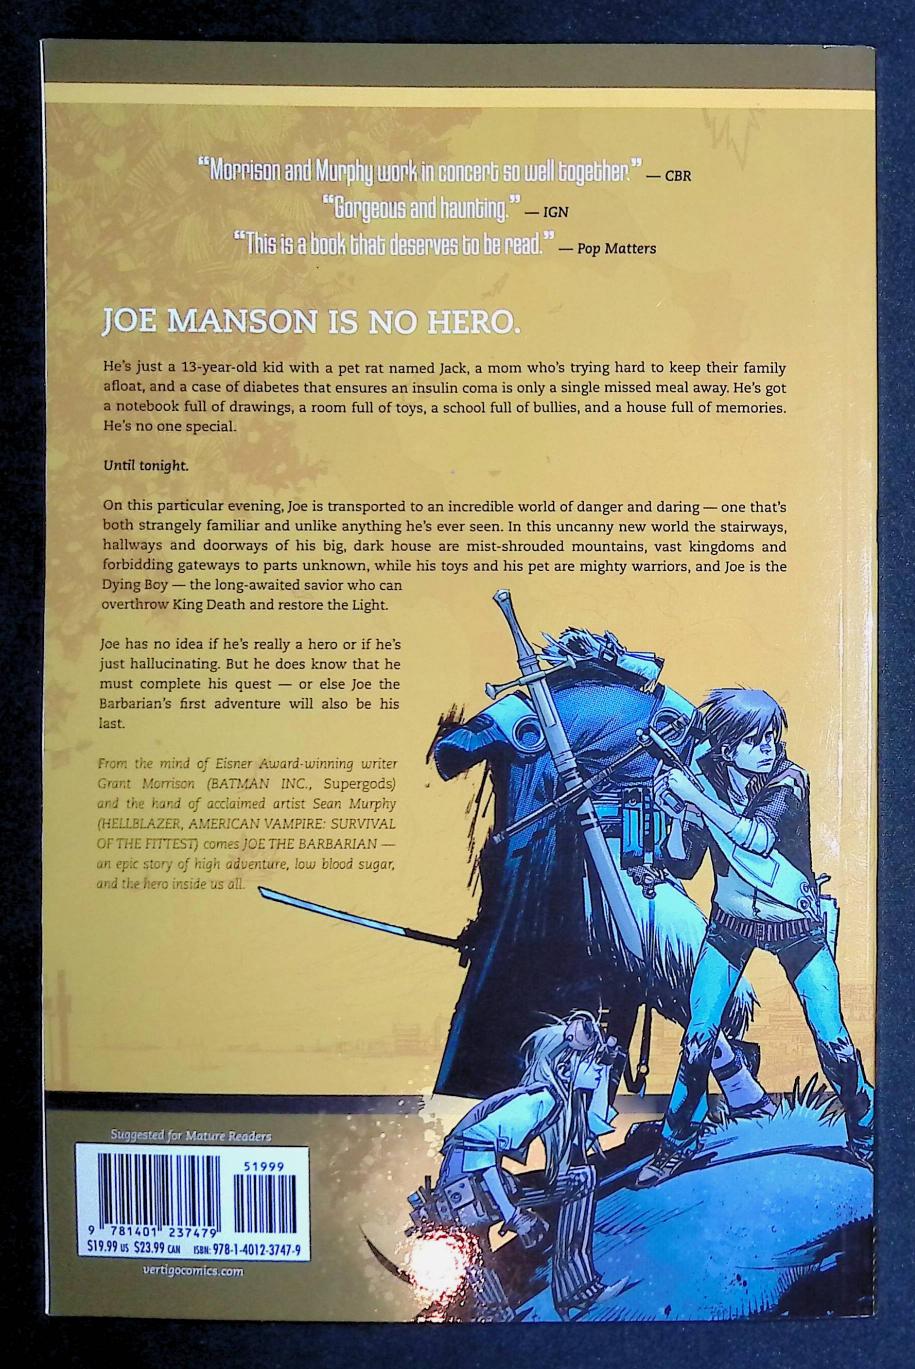 “Morrison and Murphy work in concert so well together.” — CBR
“Gorgeous and haunting.” — IGN
“This is a book that deserves to be read.” — Pop Matters
JOE MANSON IS NO HERO.
He’s just a 13-year-old kid with a pet rat named Jack, a mom who’s trying hard to keep their family
afloat, and a case of diabetes that ensures an insulin coma is only a single missed meal away. He’s got
a notebook full of drawings, a room full of toys, a school full of bullies, and a house full of memories.
He’s no one special.
Until tonight.
On this particular evening, Joe is transported to an incredible world of danger and daring — one that’s
both strangely familiar and unlike anything he’s ever seen. In this uncanny new world the stairways,
hallways and doorways of his big, dark house are mist-shrouded mountains, vast kingdoms and
forbidding gateways to parts unknown, while his toys and his pet are mighty warriors, and Joe is the
Dying Boy — the long-awaited savior who can
overthrow King Death and restore the Light.
Joe has no idea if he’s really a hero or if he’s
just hallucinating. But he does know that he
must complete his quest — or else Joe the
Barbarian’s first adventure will also be his
last.
From the mind of Eisner Award-winning writer
Grant Morrison (BATMAN INC., Supergods)
and the hand of acclaimed artist Sean Murphy
(HELLBLAZER, AMERICAN VAMPIRE: SURVIVAL
OF THE FITTEST) comes JOE THE BARBARIAN —
an epic story of high adventure, low blood sugar,
and the hero inside us all.
Suggested for Mature Readers
51999
9 781401 237479
$19.99 US $23.99 CAN ISBN: 978-1-4012-3747-9
vertigocomics.com